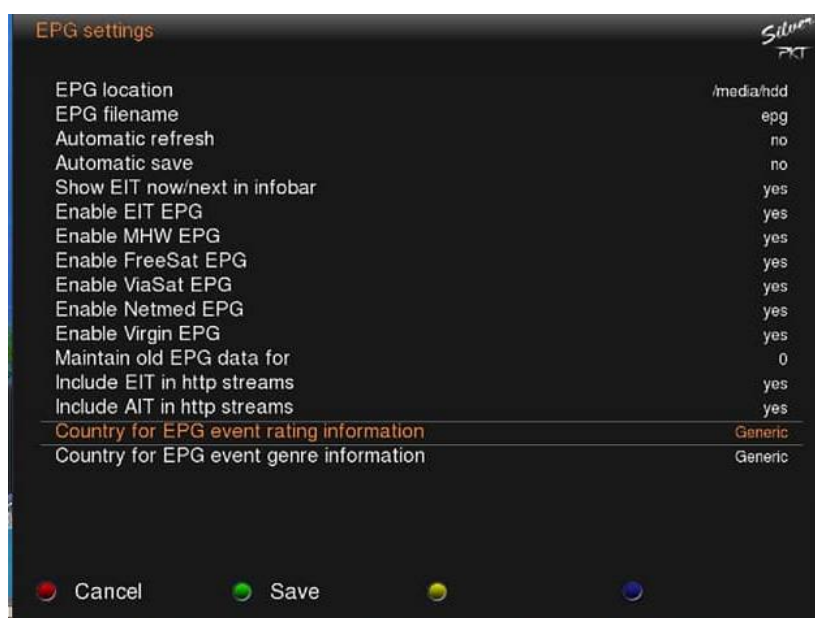 EPG settings
Silver
PKT
EPG location /media/hdd
EPG filename epg
Automatic refresh no
Automatic save no
Show EIT now/next in infobar yes
Enable EIT EPG yes
Enable MHW EPG yes
Enable FreeSat EPG yes
Enable ViaSat EPG yes
Enable Netmed EPG yes
Enable Virgin EPG yes
Maintain old EPG data for 0
Include EIT in http streams yes
Include AIT in http streams yes
Country for EPG event rating information Generic
Country for EPG event genre information Generic
Cancel Save